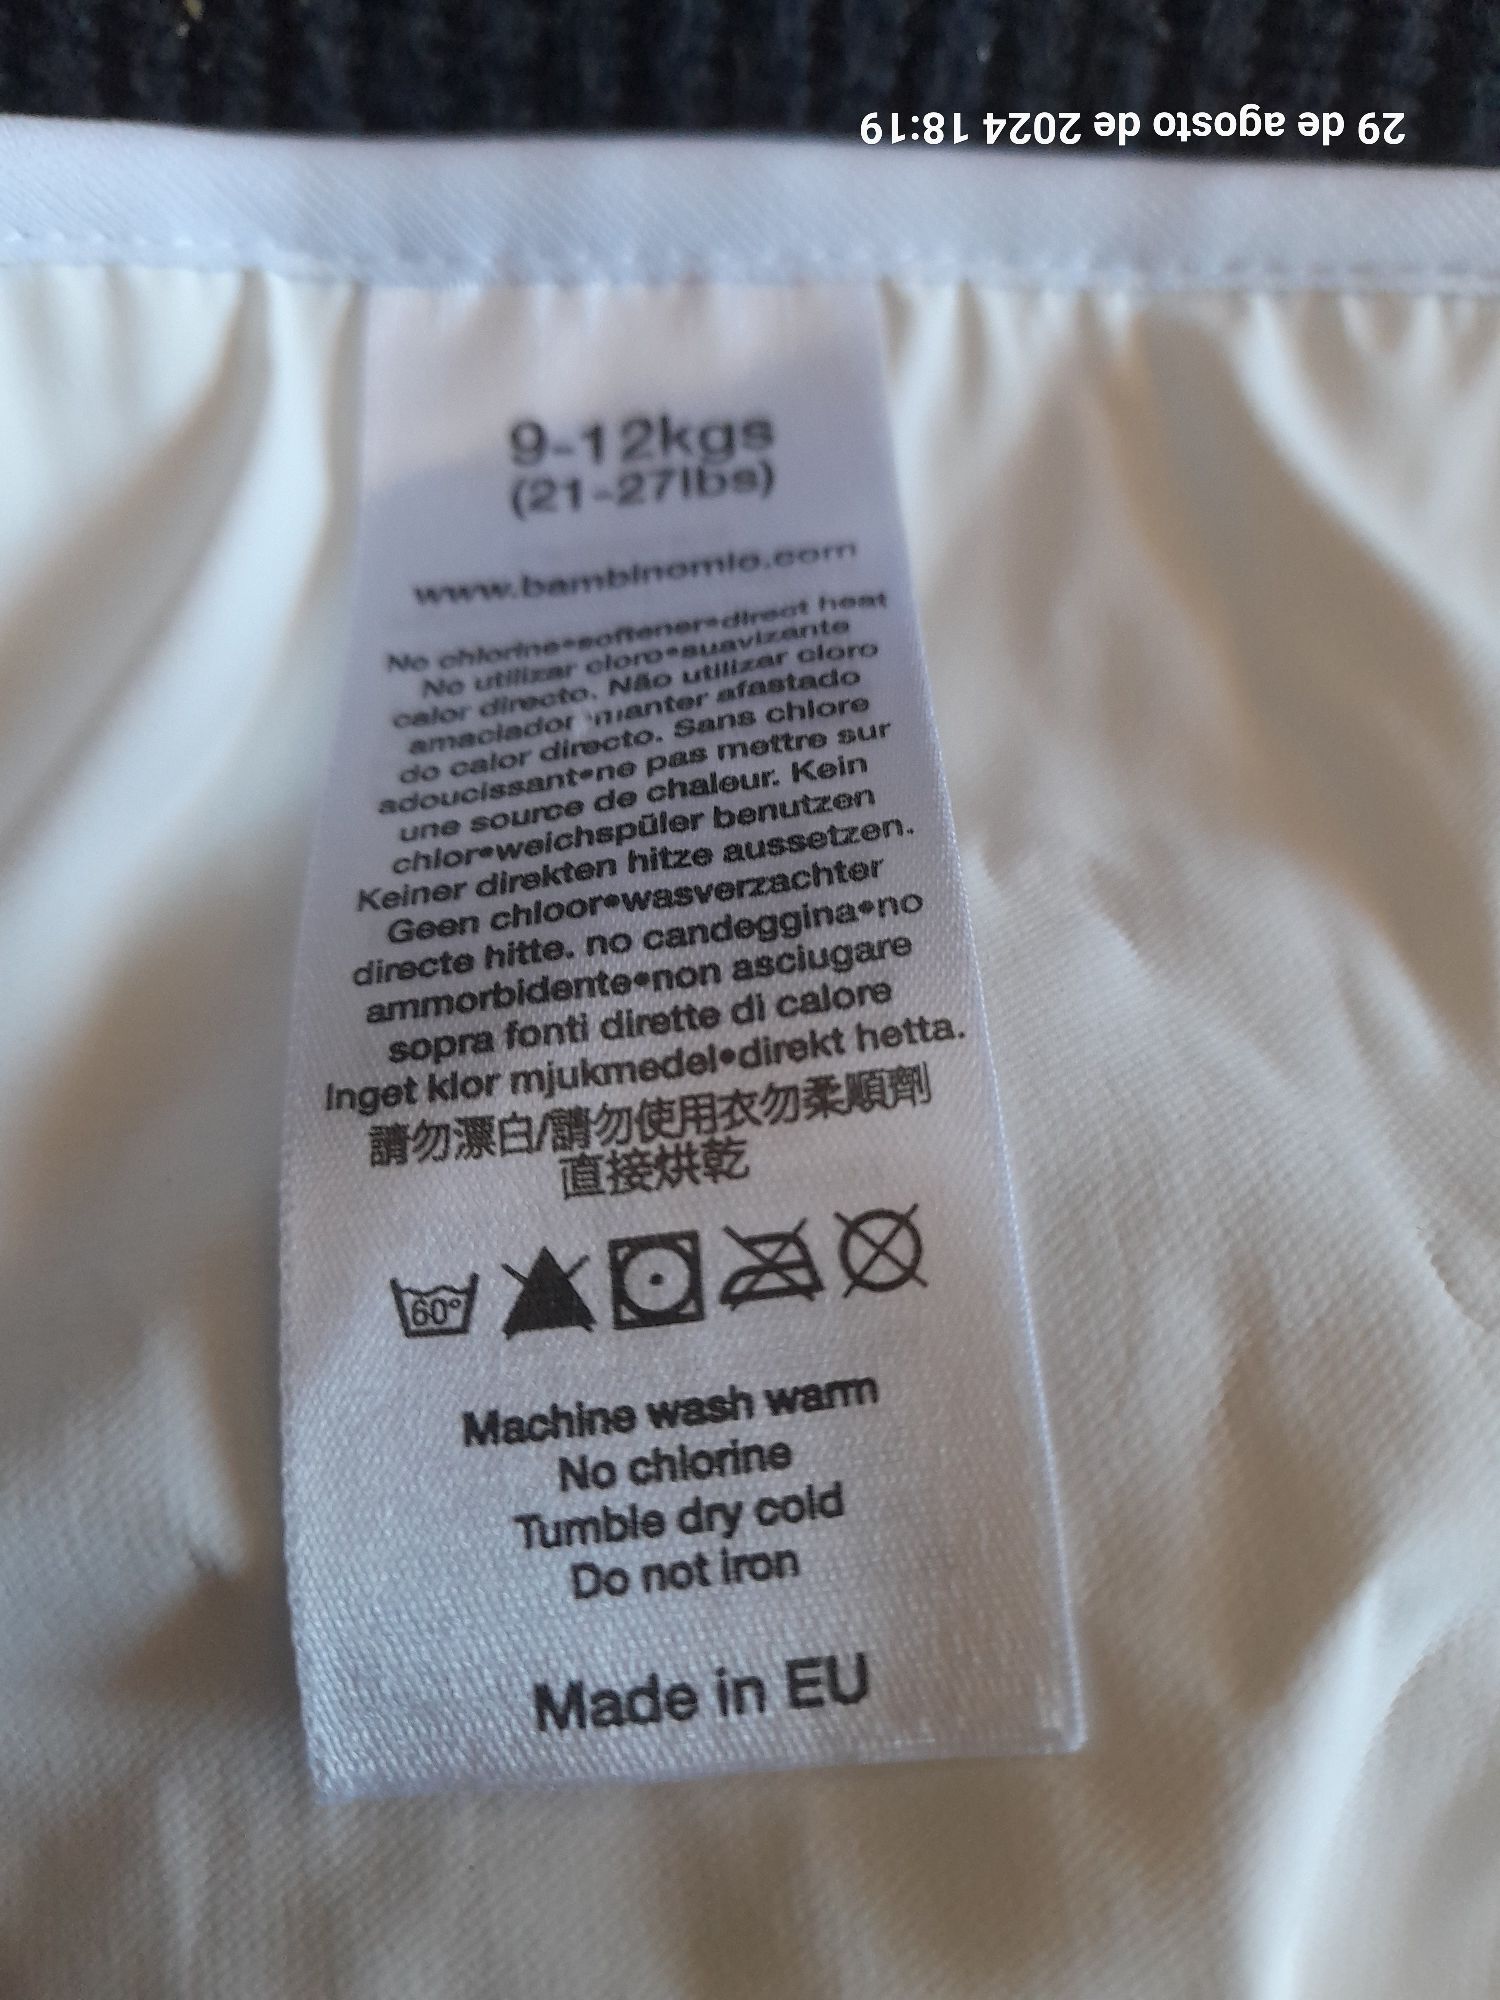 29 de agosto de 2024 18:19
9-12kgs
(21-27lbs)
www.bambinomio.com
No chlorine•softener•direct heat
No utilizar cloro•suavizante
calor directo. Não utilizar cloro
amaciador manter afastado
do calor directo. Sans chlore
adoucissant•ne pas mettre sur
une source de chaleur. Kein
chlor•weichspüler benutzen
Keiner direkten hitze aussetzen.
Geen chloor•wasverzachter
directe hitte. no candeggina•no
ammorbidente•non asciugare
sopra fonti dirette di calore
Inget klor mjukmedel•direkt hetta.
請勿漂白/請勿使用衣勿柔順劑
直接烘乾
60°
Machine wash warm
No chlorine
Tumble dry cold
Do not iron
Made in EU